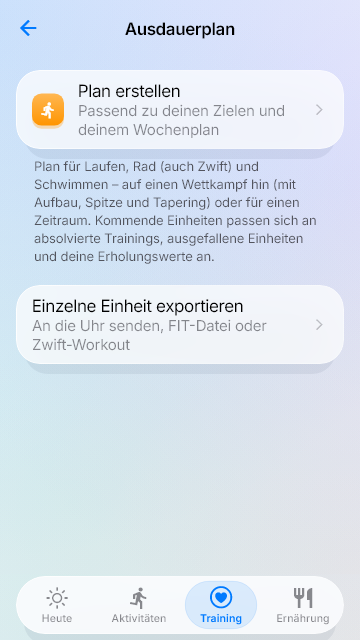 Ausdauerplan
Plan erstellen
Passend zu deinen Zielen und
deinem Wochenplan
Plan für Laufen, Rad (auch Zwift) und
Schwimmen – auf einen Wettkampf hin (mit
Aufbau, Spitze und Tapering) oder für einen
Zeitraum. Kommende Einheiten passen sich an
absolvierte Trainings, ausgefallene Einheiten
und deine Erholungswerte an.
Einzelne Einheit exportieren
An die Uhr senden, FIT-Datei oder
Zwift-Workout
Heute
Aktivitäten
Training
Ernährung